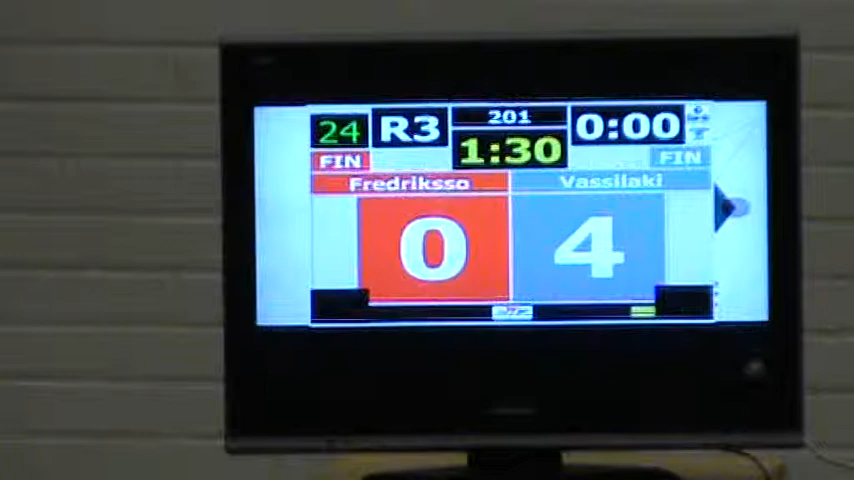 24 R3 201 0:00
1:30
FIN FIN
Fredriksso Vassilaki
0 4